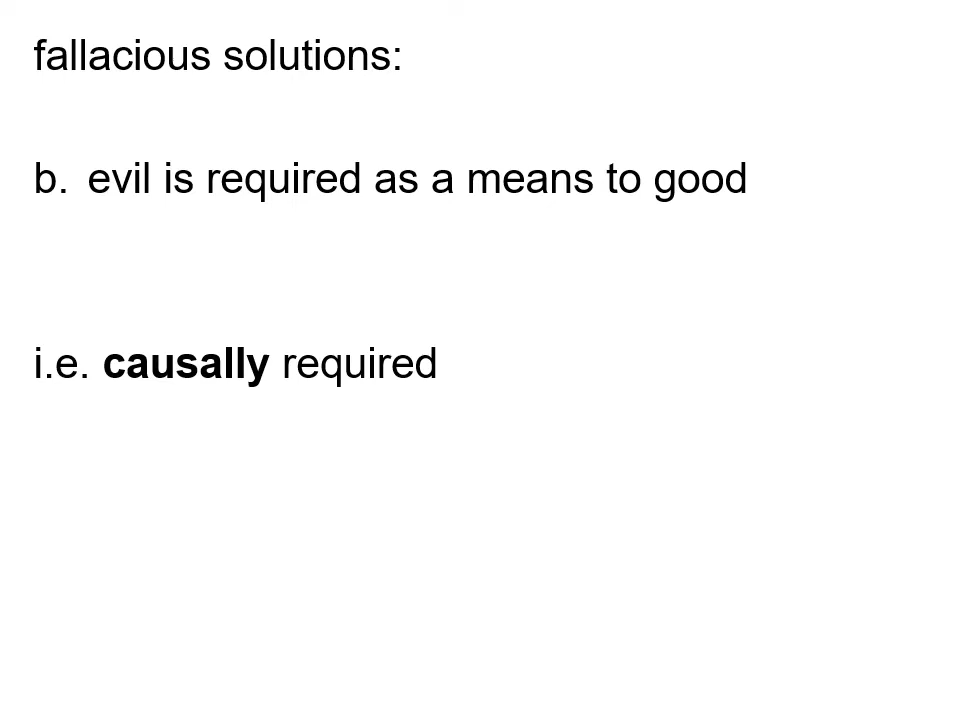 fallacious solutions:
b. evil is required as a means to good
i.e. causally required